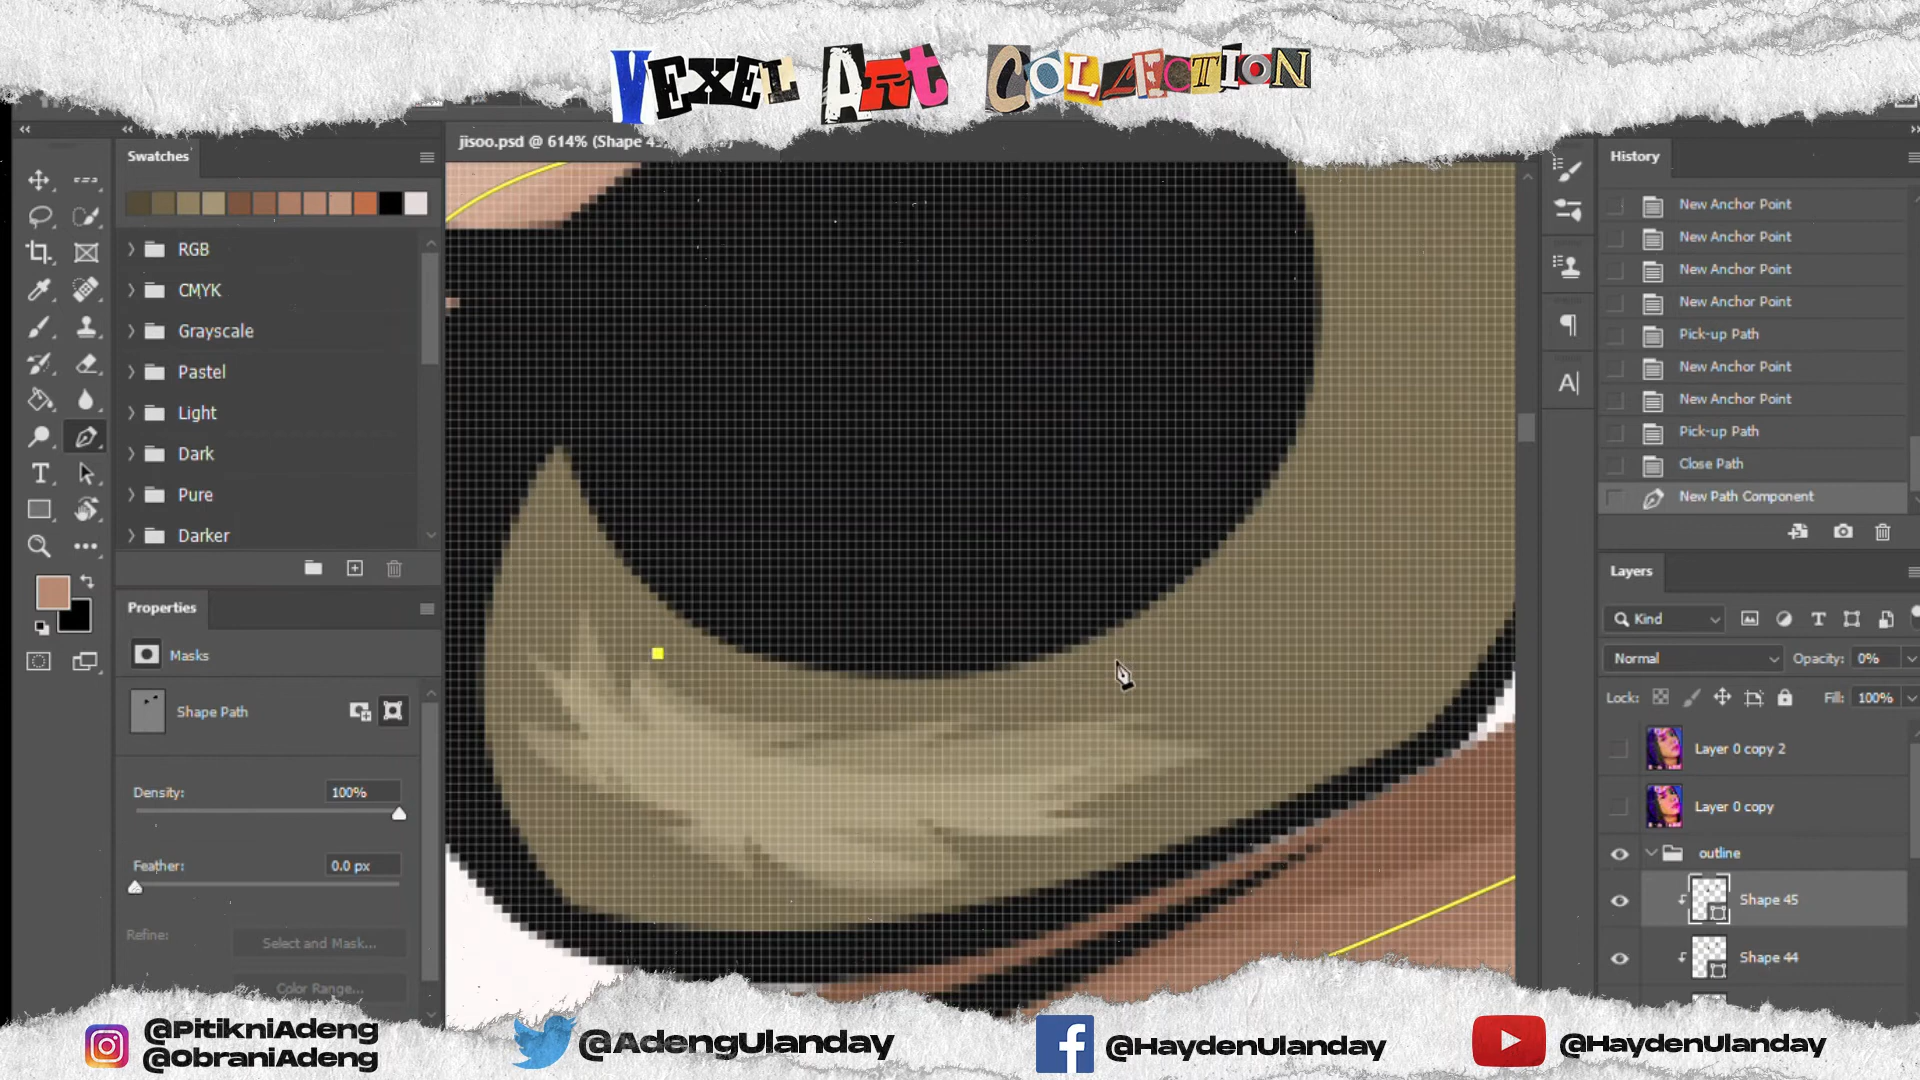 Vexel Art Collection
jisoo.psd @ 614% (Shape 45
Swatches
RGB
CMYK
Grayscale
Pastel
Light
Dark
Pure
Darker
Properties
Masks
Shape Path
Density:
100%
Feather:
0.0 px
Refine:
Select and Mask...
Color Range...
History
New Anchor Point
New Anchor Point
New Anchor Point
New Anchor Point
Pick-up Path
New Anchor Point
New Anchor Point
Pick-up Path
Close Path
New Path Component
Layers
Kind
Normal
Opacity: 0%
Lock:
Fill: 100%
Layer 0 copy 2
Layer 0 copy
outline
Shape 45
Shape 44
@PitikniAdeng
@ObraniAdeng
@AdengUlanday
@HaydenUlanday
@HaydenUlanday